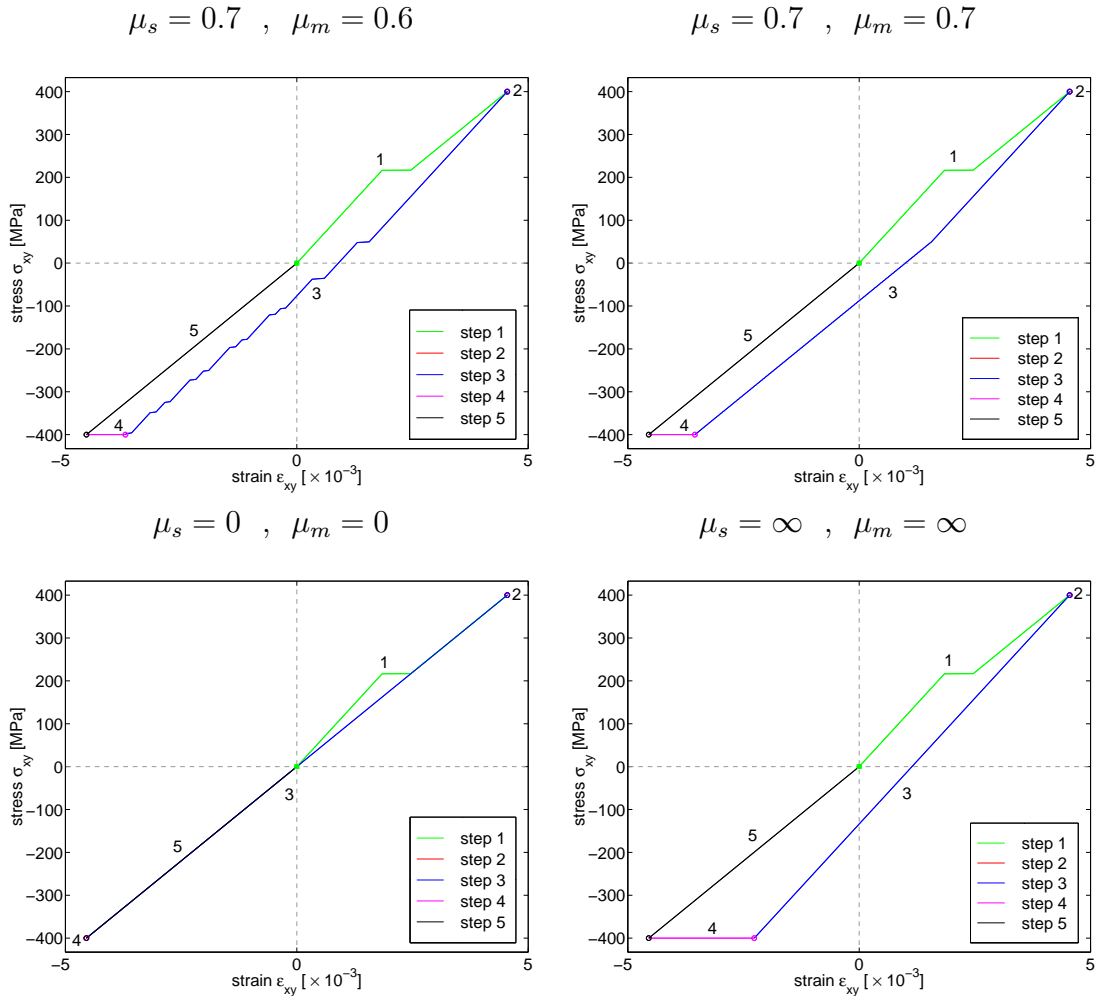 μs = 0.7 , μm = 0.6
400
300
200
100
0
−100
−200
−300
−400
−5
0
5
stress σxy [MPa]
strain εxy [ × 10−3]
1
2
3
4
5
step 1
step 2
step 3
step 4
step 5
μs = 0.7 , μm = 0.7
400
300
200
100
0
−100
−200
−300
−400
−5
0
5
stress σxy [MPa]
strain εxy [ × 10−3]
1
2
3
4
5
step 1
step 2
step 3
step 4
step 5
μs = 0 , μm = 0
400
300
200
100
0
−100
−200
−300
−400
−5
0
5
stress σxy [MPa]
strain εxy [ × 10−3]
1
2
3
4
5
step 1
step 2
step 3
step 4
step 5
μs = ∞ , μm = ∞
400
300
200
100
0
−100
−200
−300
−400
−5
0
5
stress σxy [MPa]
strain εxy [ × 10−3]
1
2
3
4
5
step 1
step 2
step 3
step 4
step 5